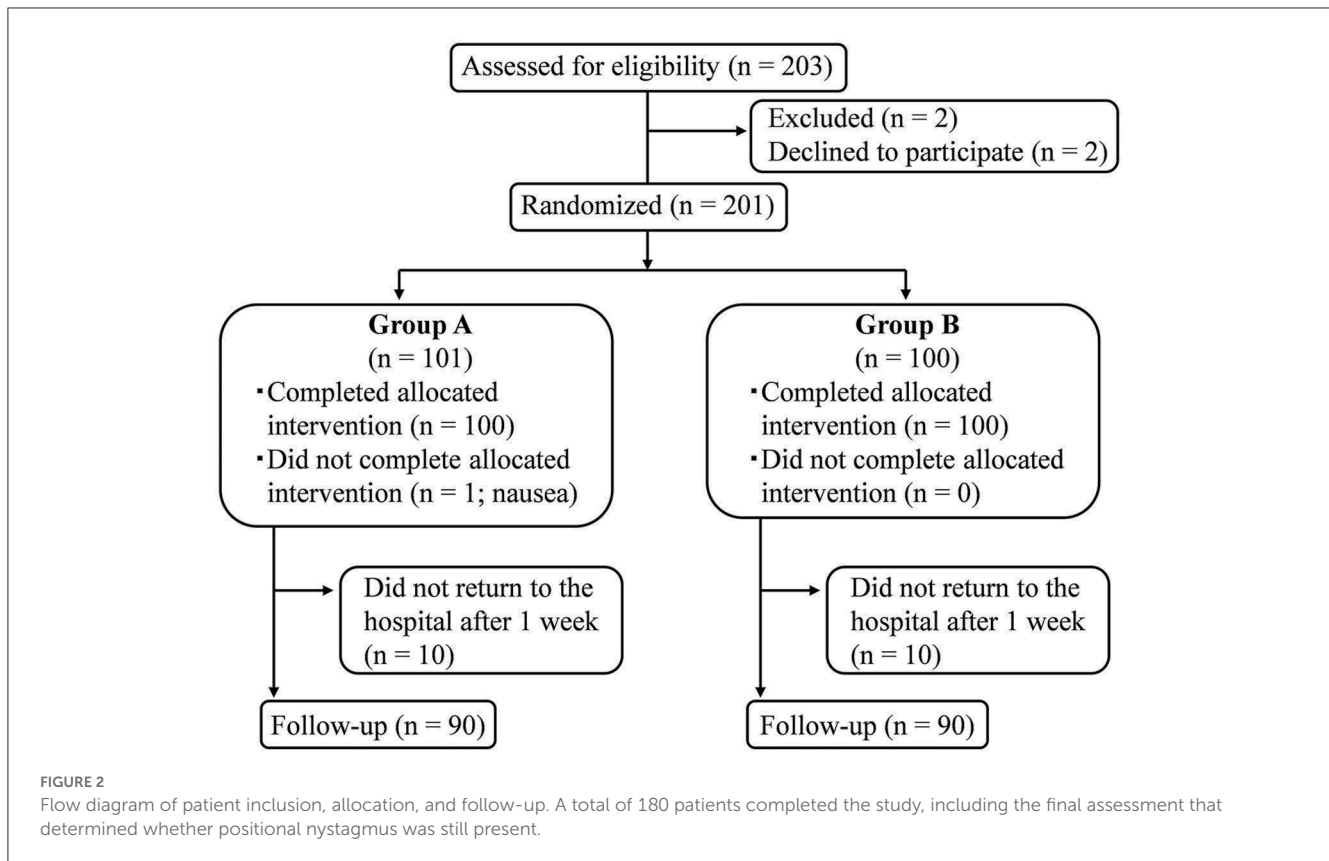 Assessed for eligibility (n = 203)
Excluded (n = 2)
Declined to participate (n = 2)
Randomized (n = 201)
Group A
(n = 101)
▪Completed allocated
intervention (n = 100)
▪Did not complete allocated
intervention (n = 1; nausea)
Group B
(n = 100)
▪Completed allocated
intervention (n = 100)
▪Did not complete allocated
intervention (n = 0)
Did not return to the
hospital after 1 week
(n = 10)
Did not return to the
hospital after 1 week
(n = 10)
Follow-up (n = 90)
Follow-up (n = 90)
FIGURE 2
Flow diagram of patient inclusion, allocation, and follow-up. A total of 180 patients completed the study, including the final assessment that
determined whether positional nystagmus was still present.